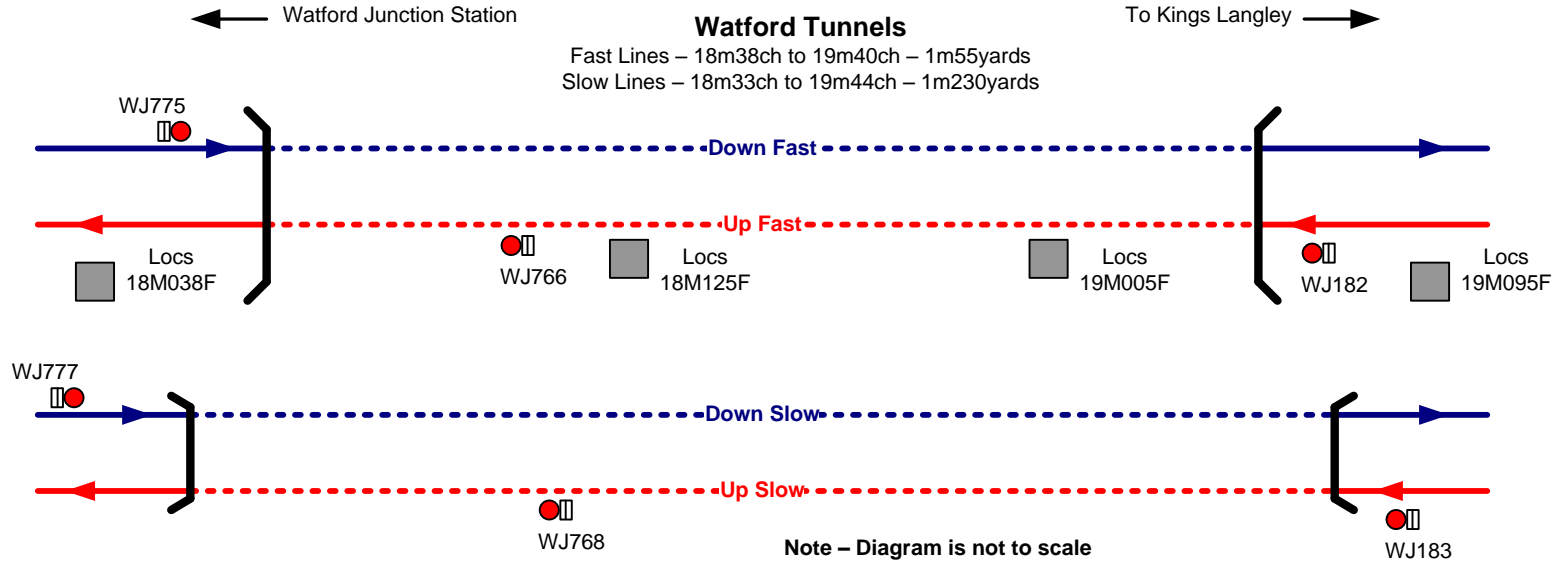 Watford Junction Station
Watford Tunnels
To Kings Langley
Fast Lines – 18m38ch to 19m40ch – 1m55yards
Slow Lines – 18m33ch to 19m44ch – 1m230yards
WJ775
Down Fast
Up Fast
Locs
18M038F
WJ766
Locs
18M125F
Locs
19M005F
WJ182
Locs
19M095F
WJ777
Down Slow
Up Slow
WJ768
Note – Diagram is not to scale
WJ183